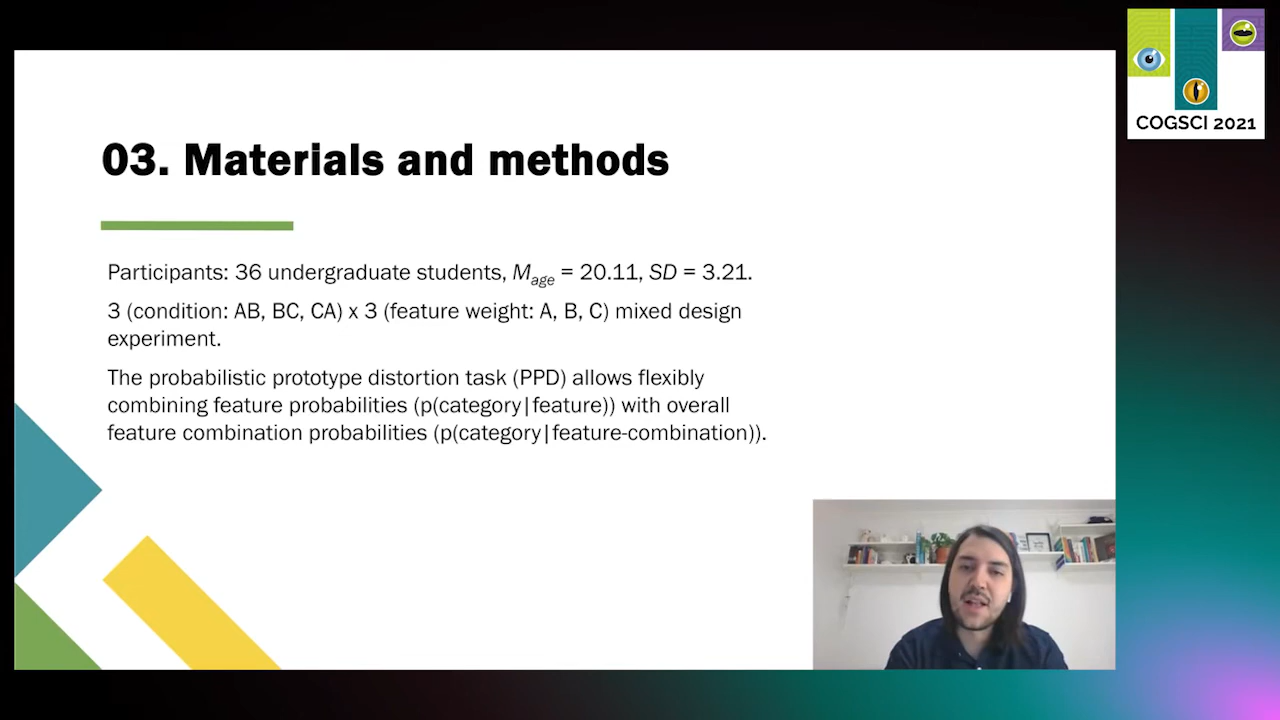 COGSCI 2021
03. Materials and methods
Participants: 36 undergraduate students, Mage = 20.11, SD = 3.21.
3 (condition: AB, BC, CA) x 3 (feature weight: A, B, C) mixed design
experiment.
The probabilistic prototype distortion task (PPD) allows flexibly
combining feature probabilities (p(category|feature)) with overall
feature combination probabilities (p(category|feature-combination)).